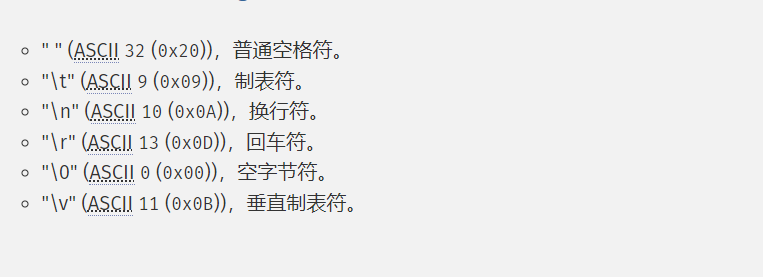 " " (ASCII 32 (0x20)),普通空格符。
"\t" (ASCII 9 (0x09)),制表符。
"\n" (ASCII 10 (0x0A)),换行符。
"\r" (ASCII 13 (0x0D)),回车符。
"\0" (ASCII 0 (0x00)),空字节符。
"\v" (ASCII 11 (0x0B)),垂直制表符。